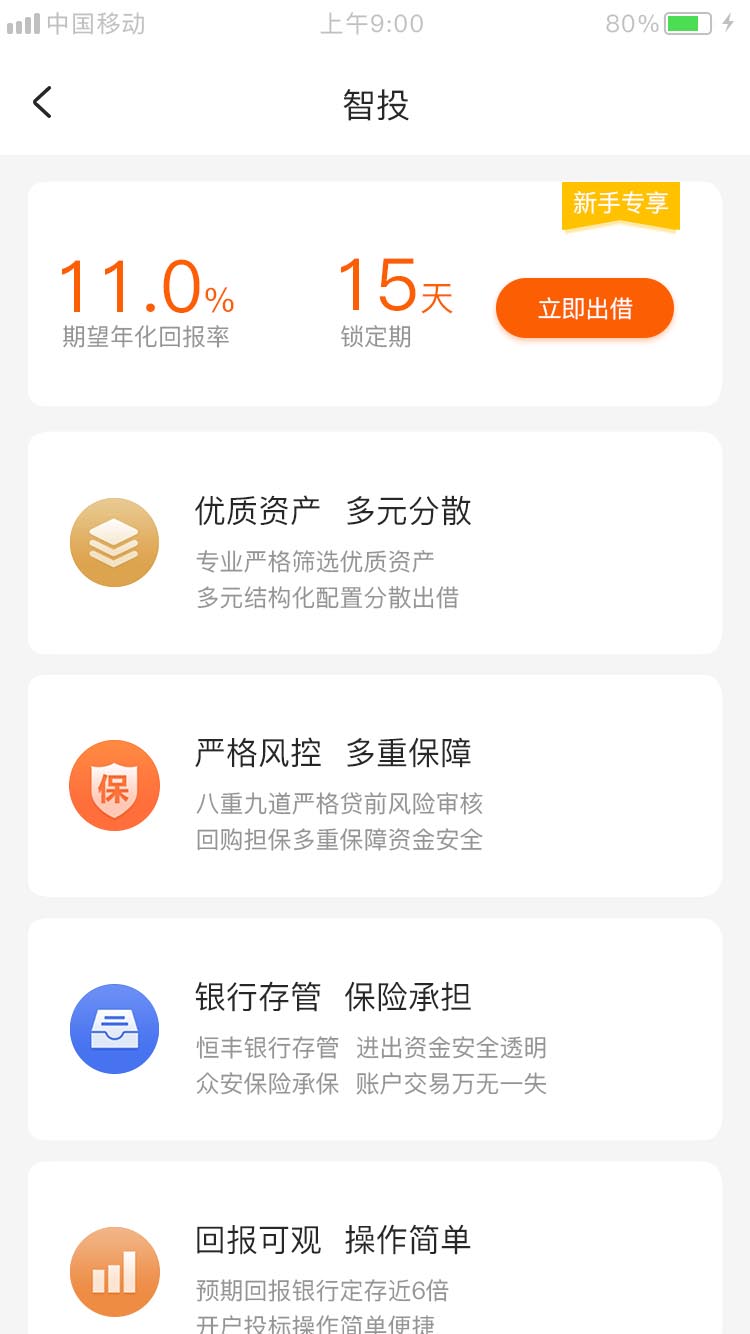 中国移动 上午9:00 80%
智投
新手专享
11.0% 15天 立即出借
期望年化回报率 锁定期
优质资产 多元分散
专业严格筛选优质资产
多元结构化配置分散出借
严格风控 多重保障
保
八重九道严格贷前风险审核
回购担保多重保障资金安全
银行存管 保险承担
恒丰银行存管 进出资金安全透明
众安保险承保 账户交易万无一失
回报可观 操作简单
预期回报银行定存近6倍
开户投标操作简单便捷